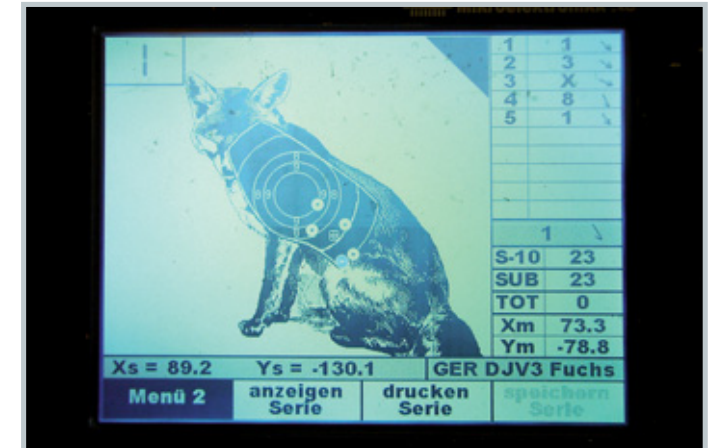 1 1 ↘
2 3 ↘
3 X ↘
4 8 ↘
5 1 ↘
1 ↘
S-10 23
SUB 23
TOT 0
Xm 73.3
Ym -78.8
Xs = 89.2 Ys = -130.1 GER DJV3 Fuchs
Menü 2 anzeigen Serie drucken Serie speichern Serie